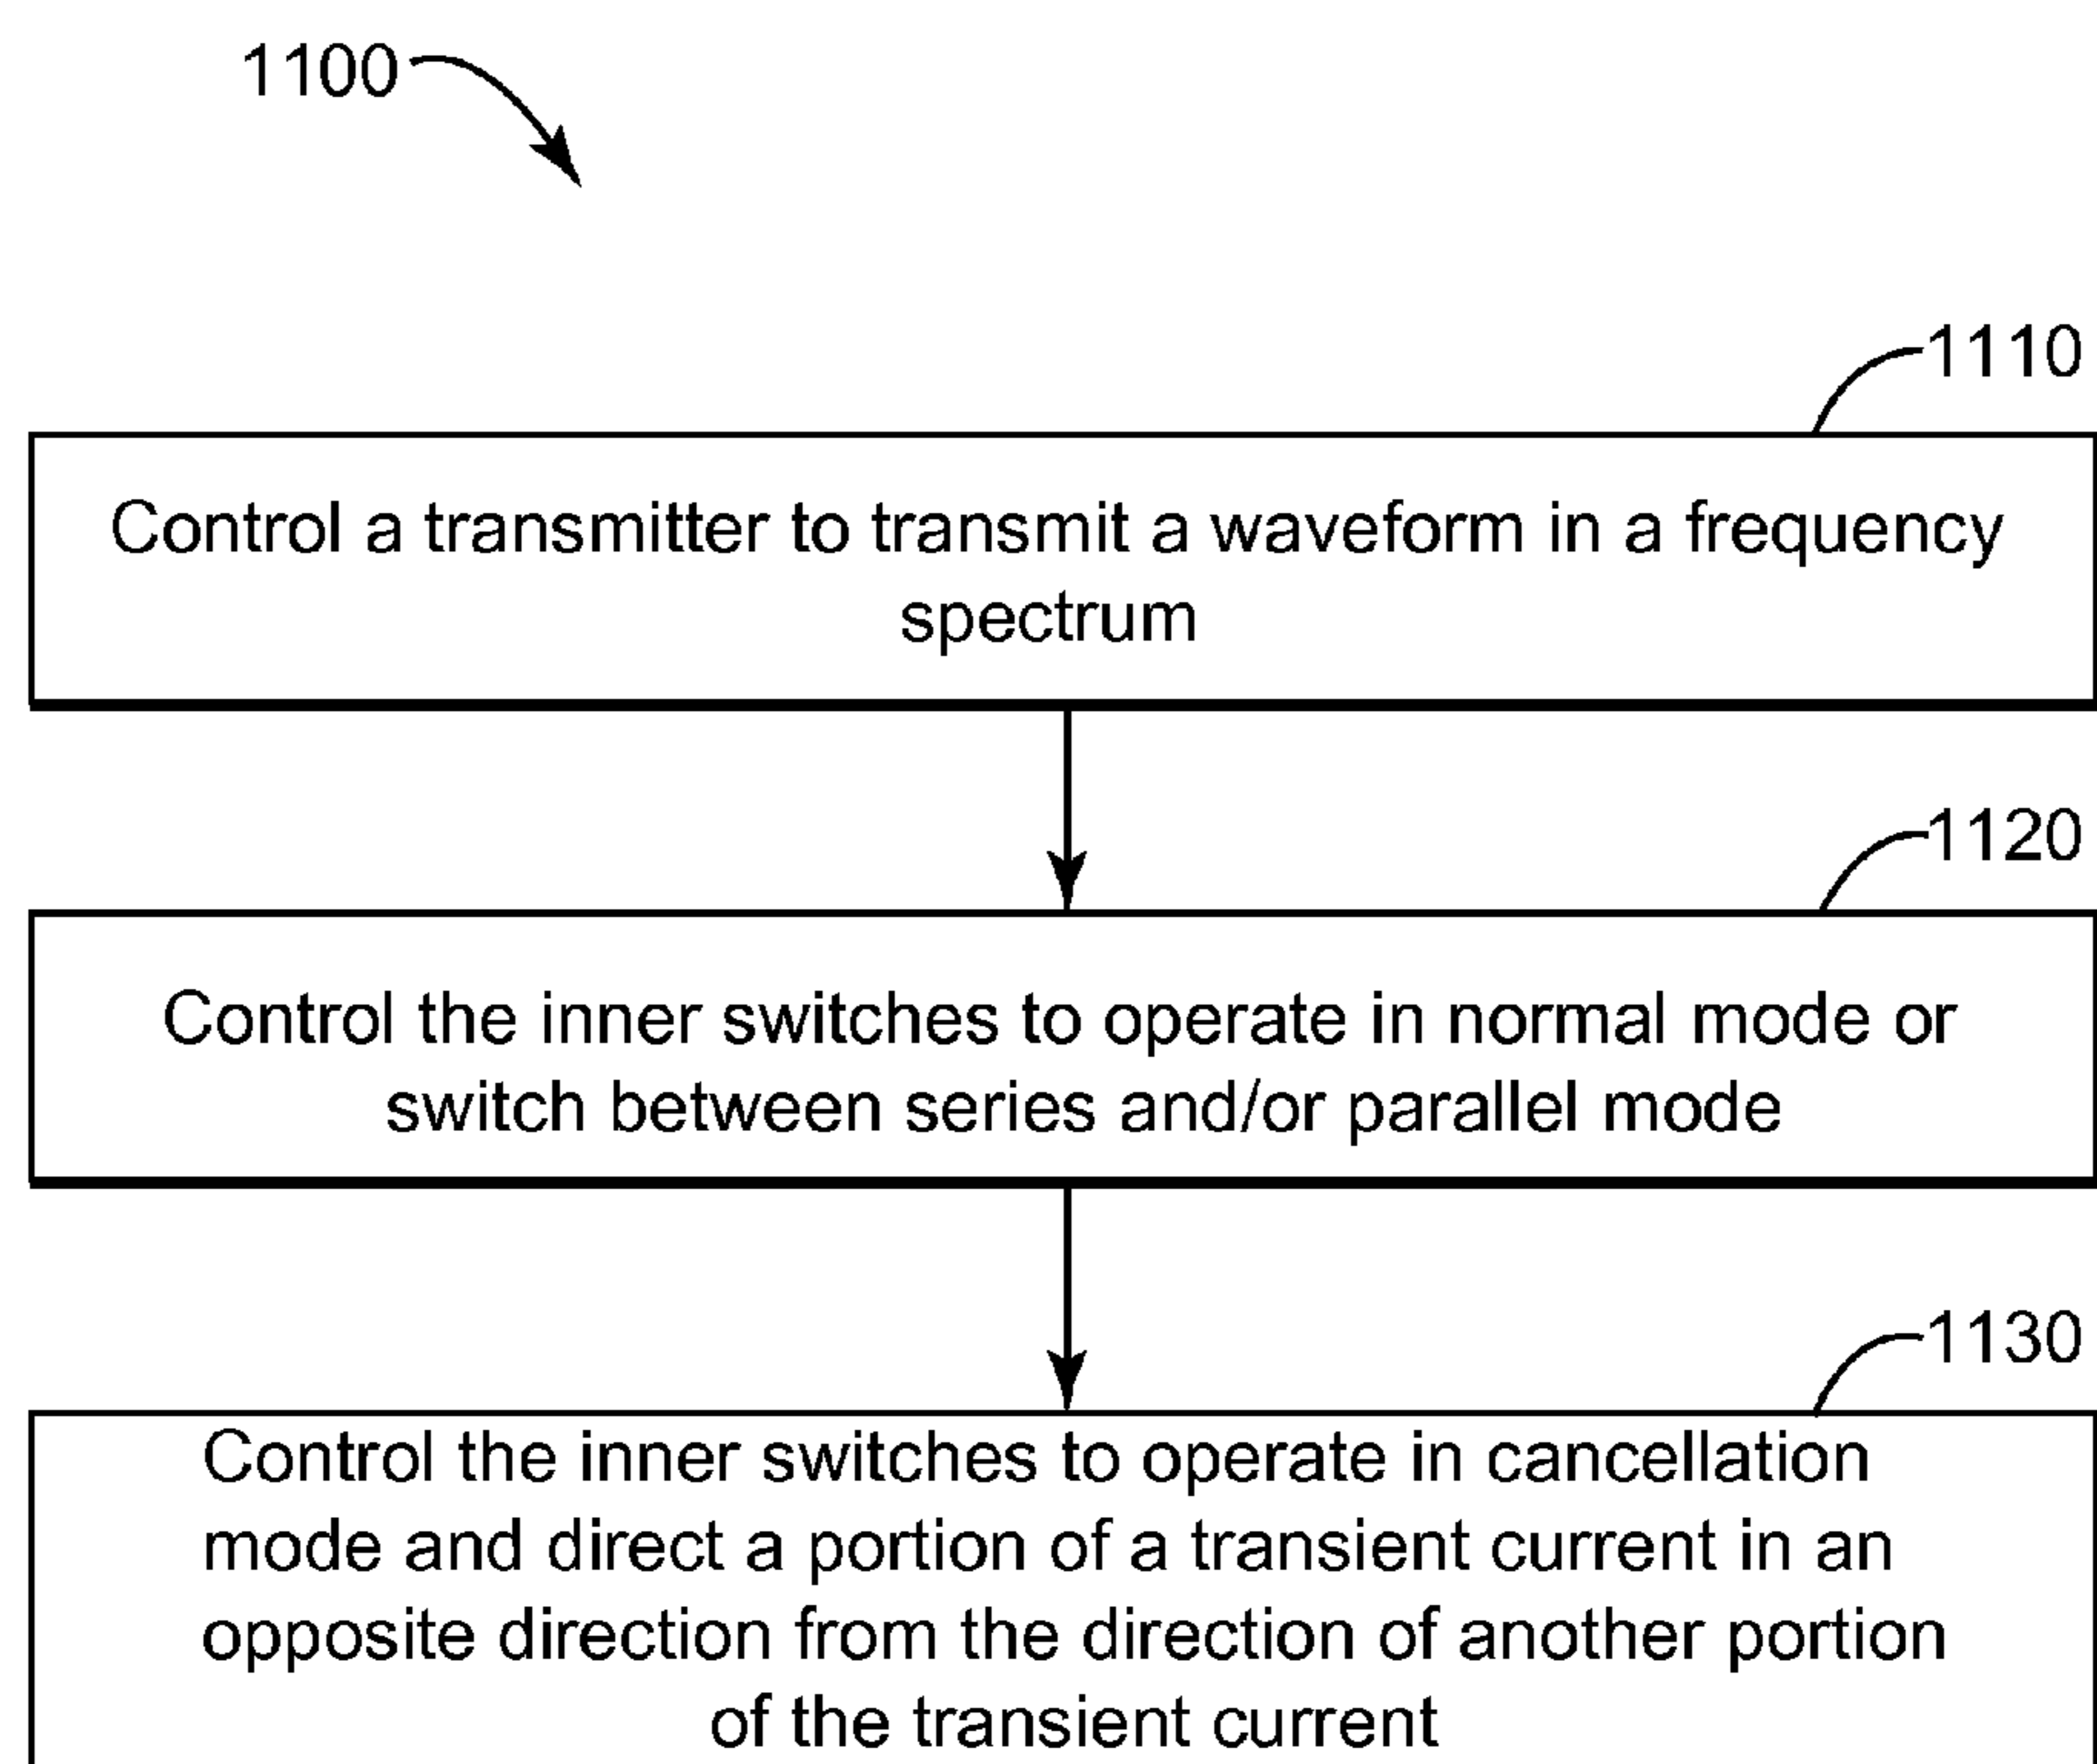 1100
1110
Control a transmitter to transmit a waveform in a frequency
spectrum
1120
Control the inner switches to operate in normal mode or
switch between series and/or parallel mode
1130
Control the inner switches to operate in cancellation
mode and direct a portion of a transient current in an
opposite direction from the direction of another portion
of the transient current